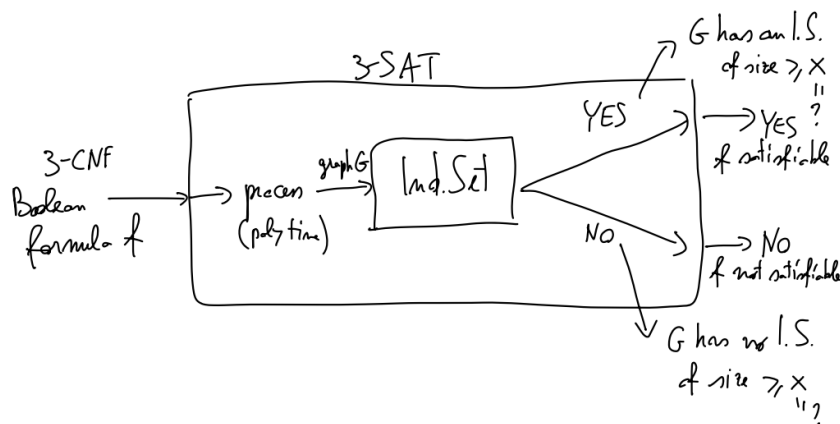 3-SAT
G has an I.S.
of size ≥ X
"
?
YES
YES
f satisfiable
3-CNF
Boolean
formula f
process
(poly time)
graph G
Ind. Set
NO
NO
f not satisfiable
G has no I.S.
of size ≥ X
" ?